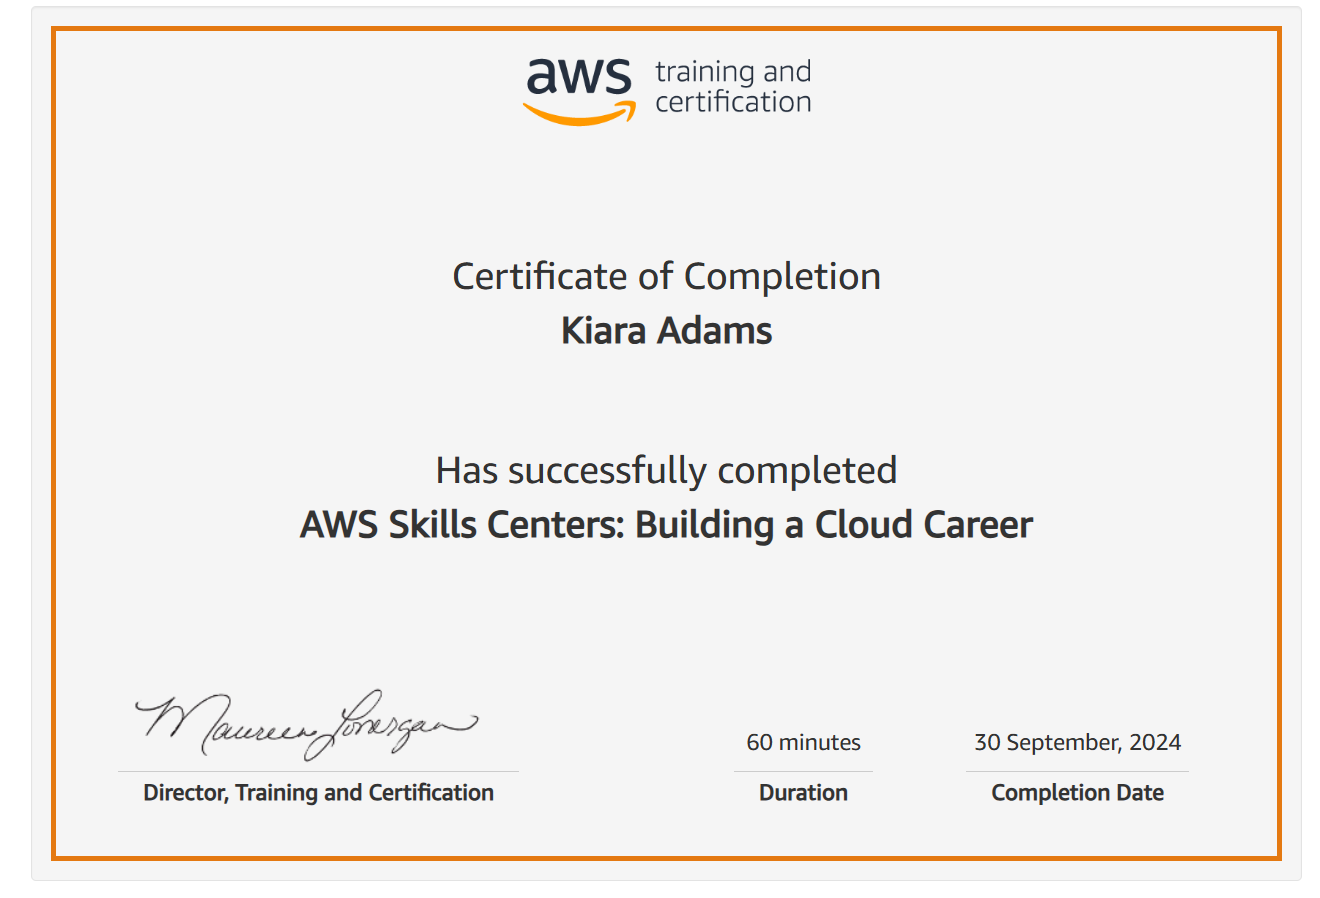 aws training and
certification
Certificate of Completion
Kiara Adams
Has successfully completed
AWS Skills Centers: Building a Cloud Career
Maureen Lonergan
60 minutes
30 September, 2024
Director, Training and Certification
Duration
Completion Date